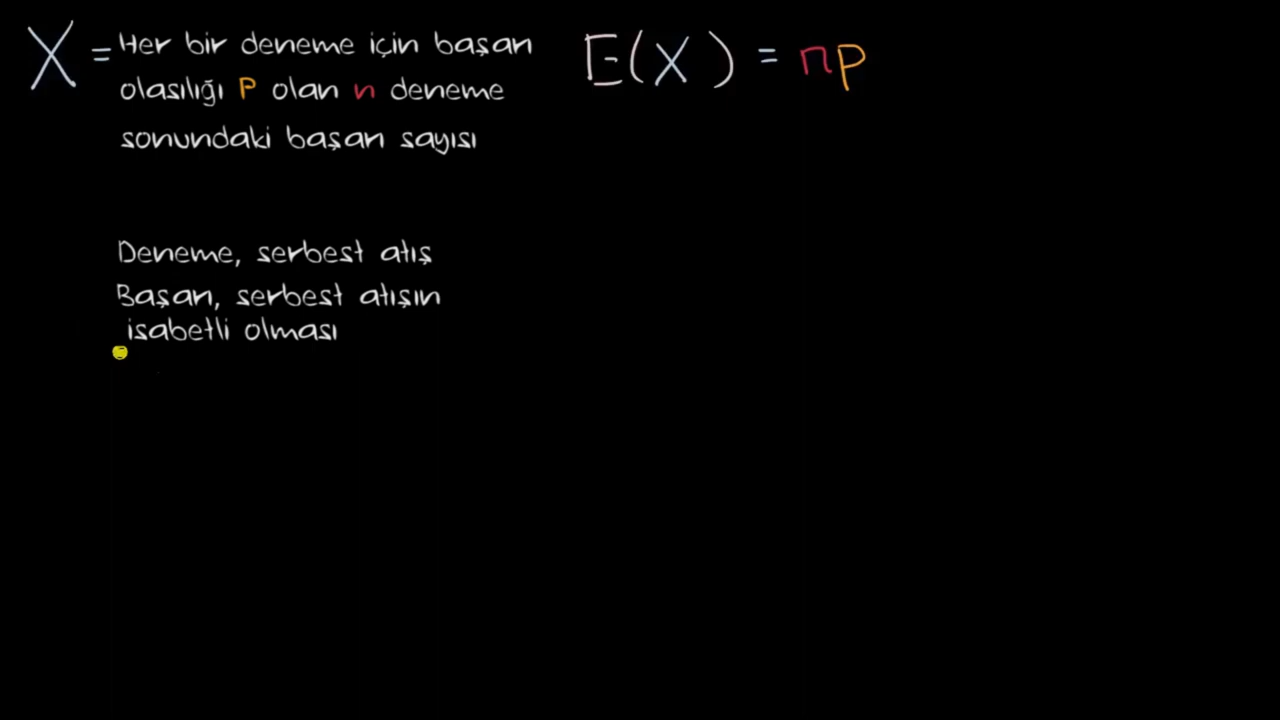 X = Her bir deneme için başarı E(X) = np
olasılığı P olan n deneme
sonundaki başarı sayısı
Deneme, serbest atış
Başarı, serbest atışın
isabetli olması